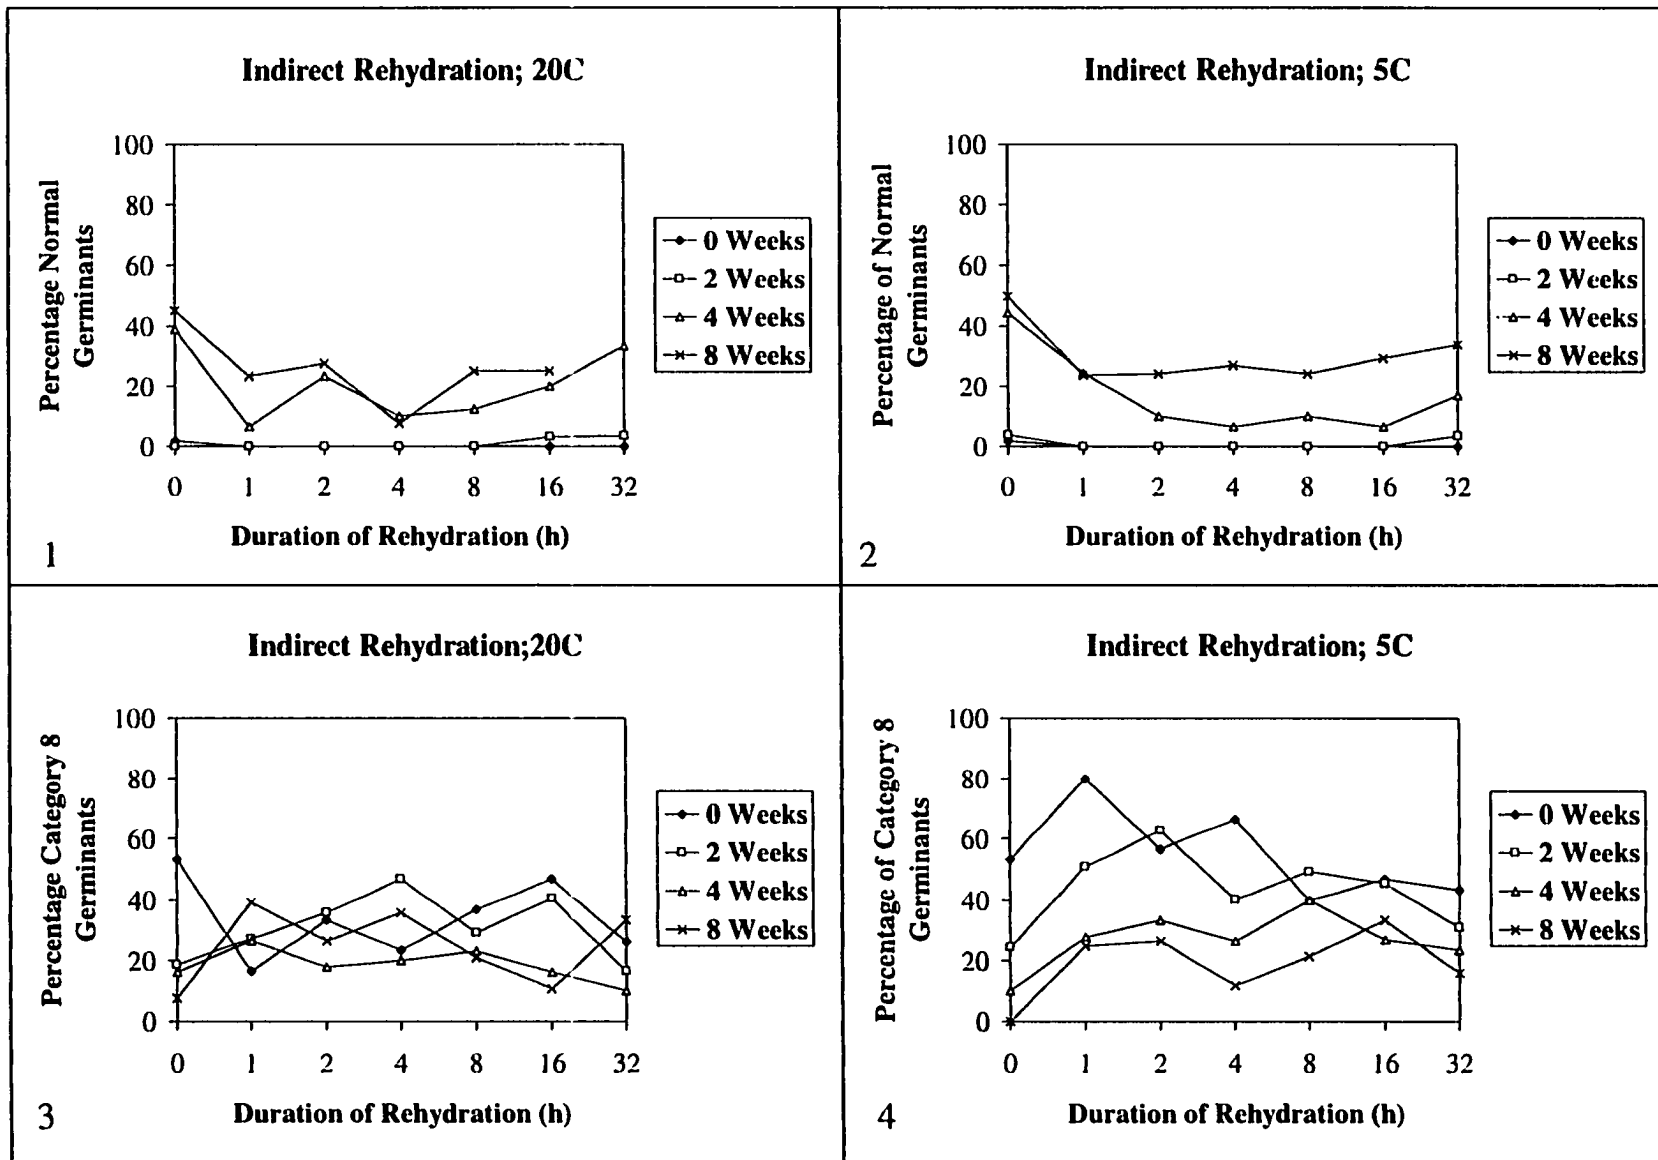 Indirect Rehydration; 20C
Percentage Normal
Germinants
100
80
60
40
20
0
0 1 2 4 8 16 32
Duration of Rehydration (h)
0 Weeks
2 Weeks
4 Weeks
8 Weeks
1
Indirect Rehydration; 5C
Percentage of Normal
Germinants
100
80
60
40
20
0
0 1 2 4 8 16 32
Duration of Rehydration (h)
0 Weeks
2 Weeks
4 Weeks
8 Weeks
2
Indirect Rehydration;20C
Percentage Category 8
Germinants
100
80
60
40
20
0
0 1 2 4 8 16 32
Duration of Rehydration (h)
0 Weeks
2 Weeks
4 Weeks
8 Weeks
3
Indirect Rehydration; 5C
Percentage of Category 8
Germinants
100
80
60
40
20
0
0 1 2 4 8 16 32
Duration of Rehydration (h)
0 Weeks
2 Weeks
4 Weeks
8 Weeks
4